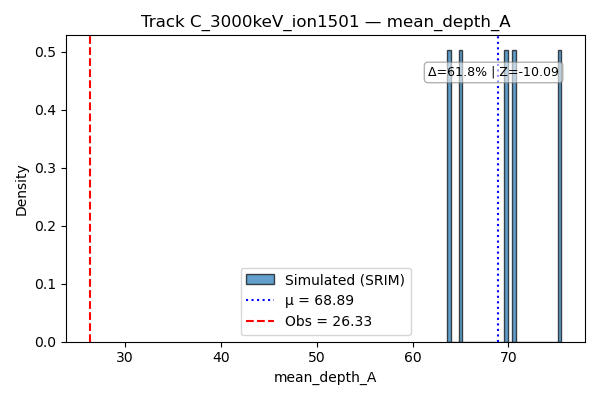 Track C_3000keV_ion1501 — mean_depth_A
Δ=61.8% | Z=-10.09
Density
0.5
0.4
0.3
0.2
0.1
0.0
Simulated (SRIM)
μ = 68.89
Obs = 26.33
30 40 50 60 70
mean_depth_A